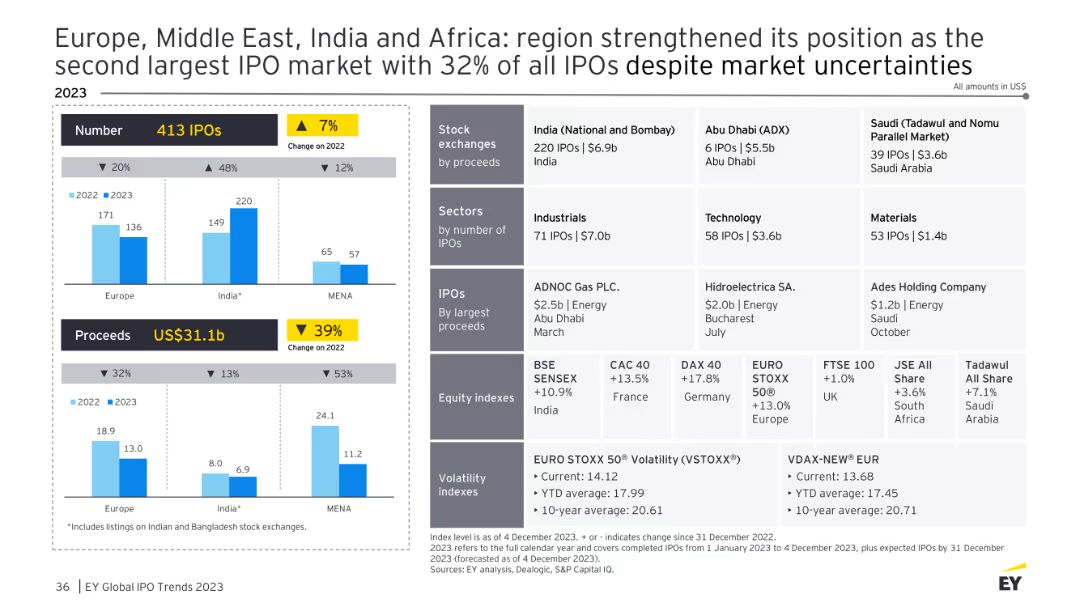 Europe, Middle East, India and Africa: region strengthened its position as the
second largest IPO market with 32% of all IPOs despite market uncertainties
2023
All amounts in US$
Number 413 IPOs
▲ 7%
Change on 2022
▼ 20% ▲ 48% ▼ 12%
2022 2023
171 136
149 220
65 57
Europe India* MENA
Proceeds US$31.1b
▼ 39%
Change on 2022
▼ 32% ▼ 13% ▼ 53%
2022 2023
18.9 13.0
8.0 6.9
24.1 11.2
Europe India* MENA
*Includes listings on Indian and Bangladesh stock exchanges.
Stock
exchanges
by proceeds
India (National and Bombay)
220 IPOs | $6.9b
India
Abu Dhabi (ADX)
6 IPOs | $5.5b
Abu Dhabi
Saudi (Tadawul and Nomu
Parallel Market)
39 IPOs | $3.6b
Saudi Arabia
Sectors
by number of
IPOs
Industrials
71 IPOs | $7.0b
Technology
58 IPOs | $3.6b
Materials
53 IPOs | $1.4b
IPOs
By largest
proceeds
ADNOC Gas PLC.
$2.5b | Energy
Abu Dhabi
March
Hidroelectrica SA.
$2.0b | Energy
Bucharest
July
Ades Holding Company
$1.2b | Energy
Saudi
October
Equity indexes
BSE
SENSEX
+10.9%
India
CAC 40
+13.5%
France
DAX 40
+17.8%
Germany
EURO
STOXX
50®
+13.0%
Europe
FTSE 100
+1.0%
UK
JSE All
Share
+3.6%
South
Africa
Tadawul
All Share
+7.1%
Saudi
Arabia
Volatility
indexes
EURO STOXX 50® Volatility (VSTOXX®)
‣ Current: 14.12
‣ YTD average: 17.99
‣ 10-year average: 20.61
VDAX-NEW® EUR
‣ Current: 13.68
‣ YTD average: 17.45
‣ 10-year average: 20.71
Index level is as of 4 December 2023. + or - indicates change since 31 December 2022.
2023 refers to the full calendar year and covers completed IPOs from 1 January 2023 to 4 December 2023, plus expected IPOs by 31 December
2023 (forecasted as of 4 December 2023).
Sources: EY analysis, Dealogic, S&P Capital IQ.
36 | EY Global IPO Trends 2023
EY